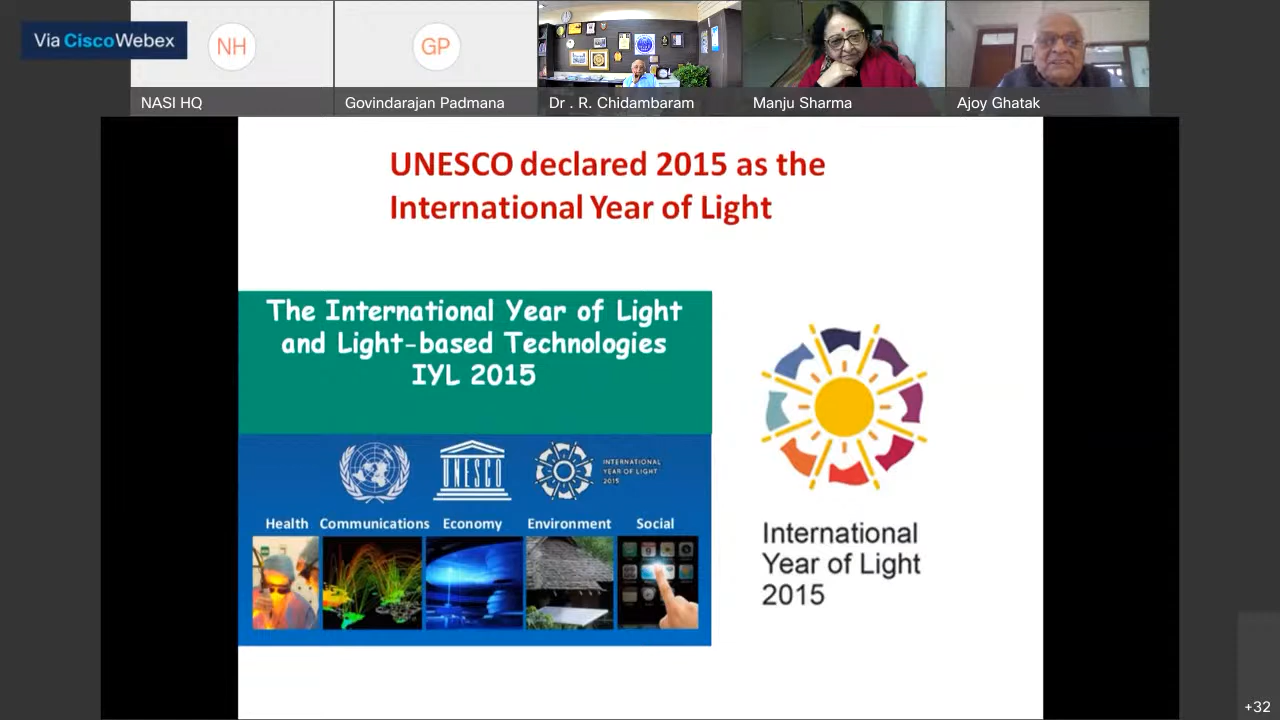 Via CiscoWebex
NH
GP
NASI HQ
Govindarajan Padmana
Dr . R. Chidambaram
Manju Sharma
Ajoy Ghatak
UNESCO declared 2015 as the
International Year of Light
The International Year of Light
and Light-based Technologies
IYL 2015
UNESCO
INTERNATIONAL
YEAR OF LIGHT
2015
Health Communications Economy Environment Social
International
Year of Light
2015
+32